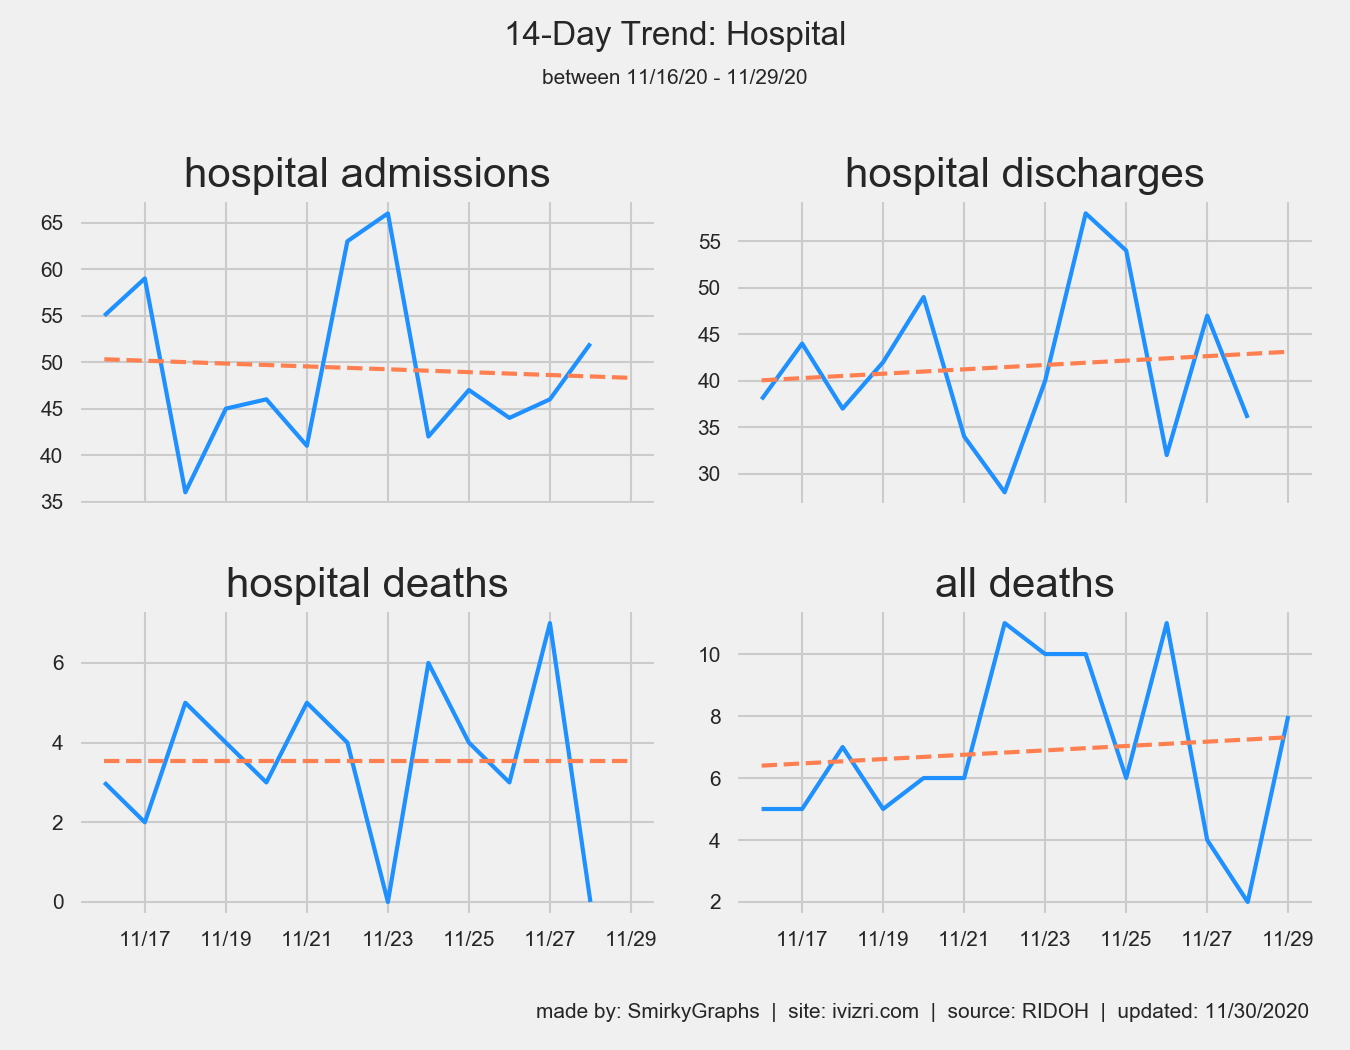 14-Day Trend: Hospital
between 11/16/20 - 11/29/20
hospital admissions
65
60
55
50
45
40
35
hospital discharges
55
50
45
40
35
30
hospital deaths
6
4
2
0
11/17 11/19 11/21 11/23 11/25 11/27 11/29
all deaths
10
8
6
4
2
11/17 11/19 11/21 11/23 11/25 11/27 11/29
made by: SmirkyGraphs | site: ivizri.com | source: RIDOH | updated: 11/30/2020